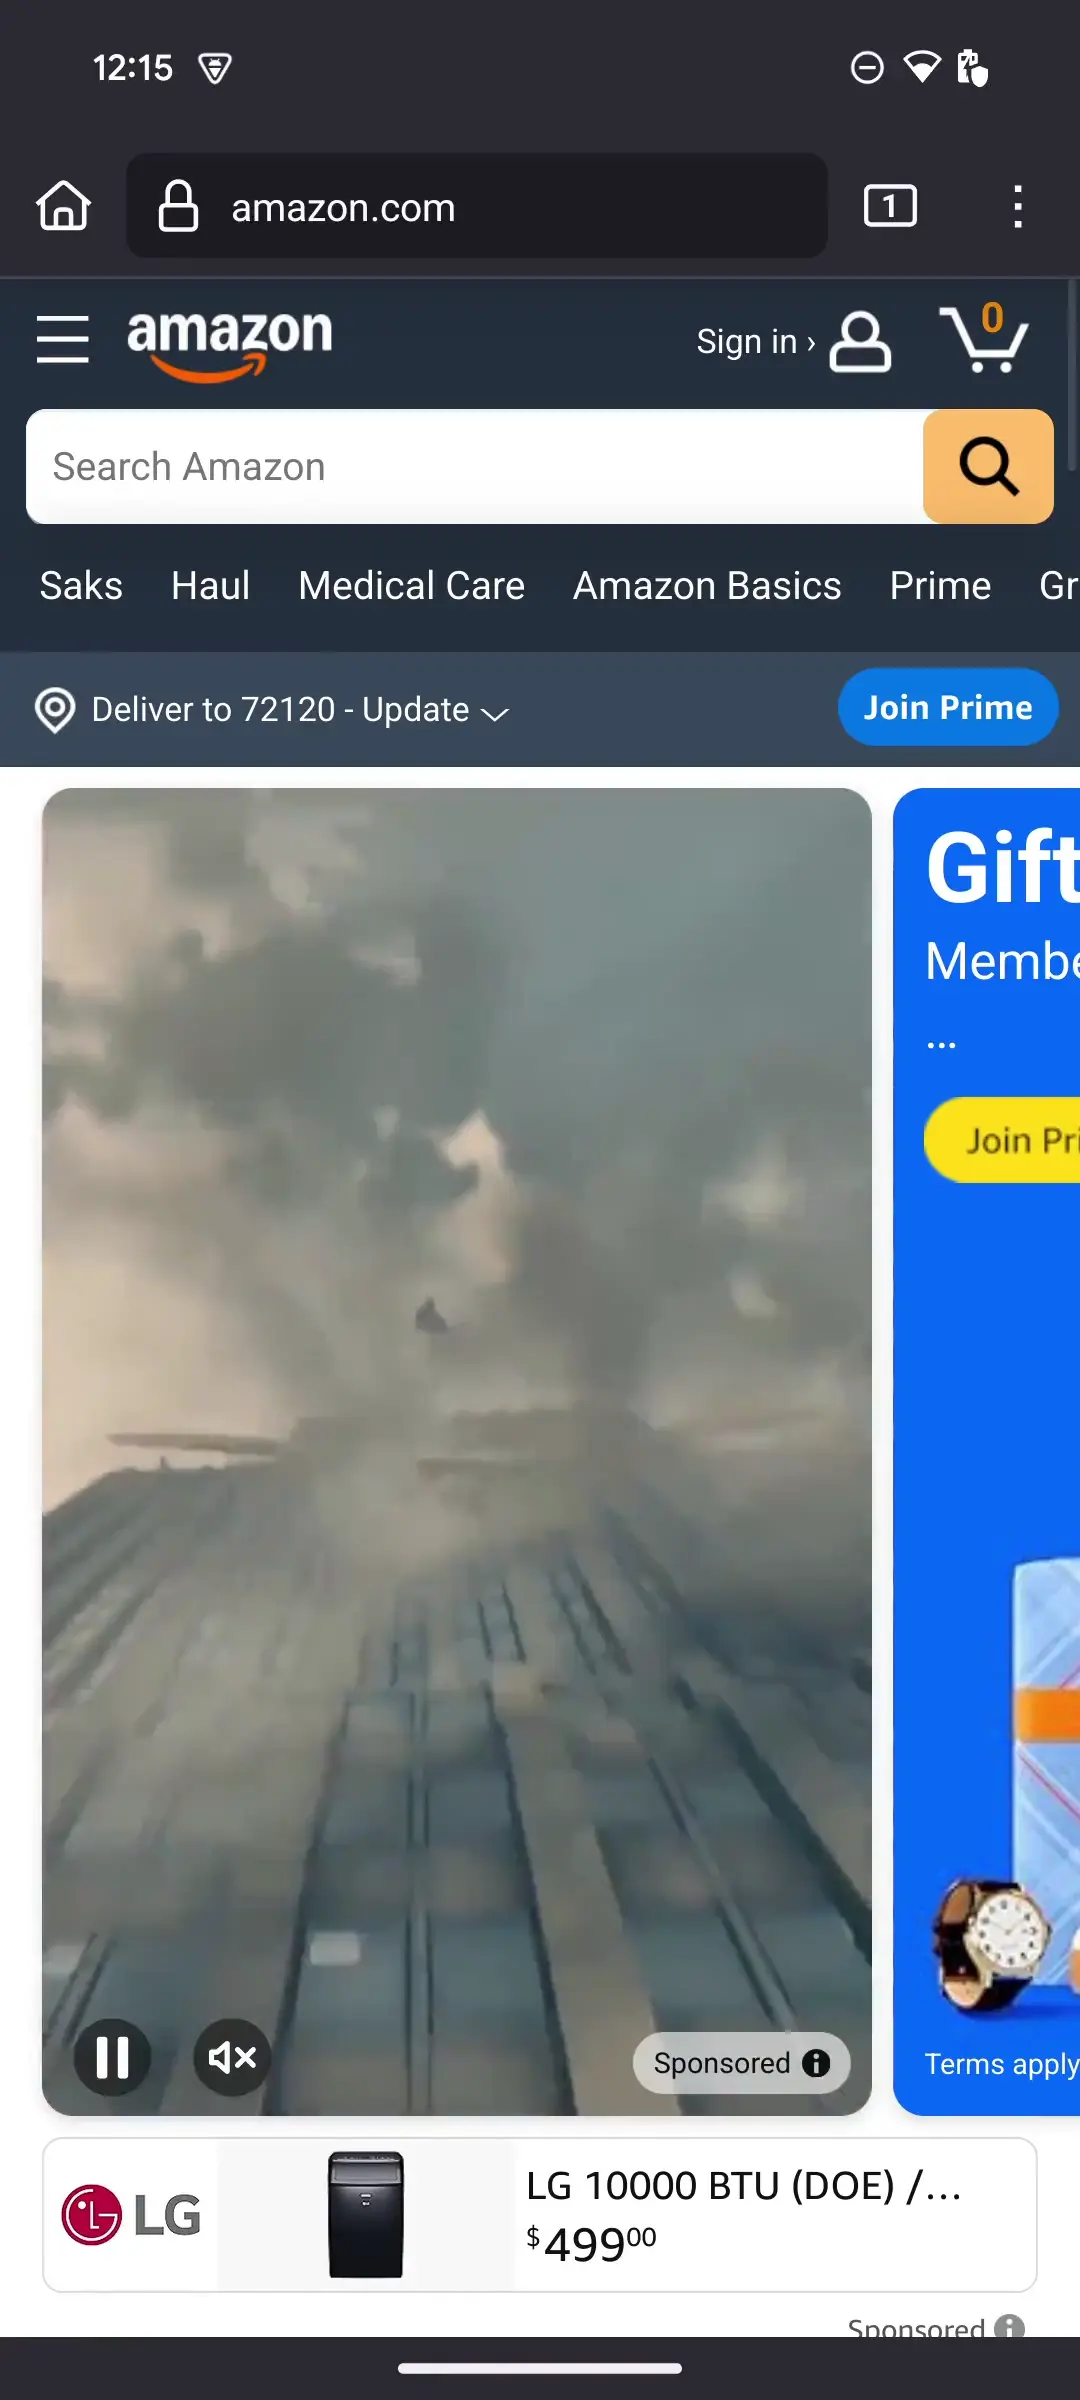 12:15
amazon.com
1
amazon
Sign in ›
0
Search Amazon
Saks Haul Medical Care Amazon Basics Prime Gr
Deliver to 72120 - Update
Join Prime
Gift
Membe
...
Join Pri
Terms apply
Sponsored
LG
LG 10000 BTU (DOE) /...
$49900
Sponsored